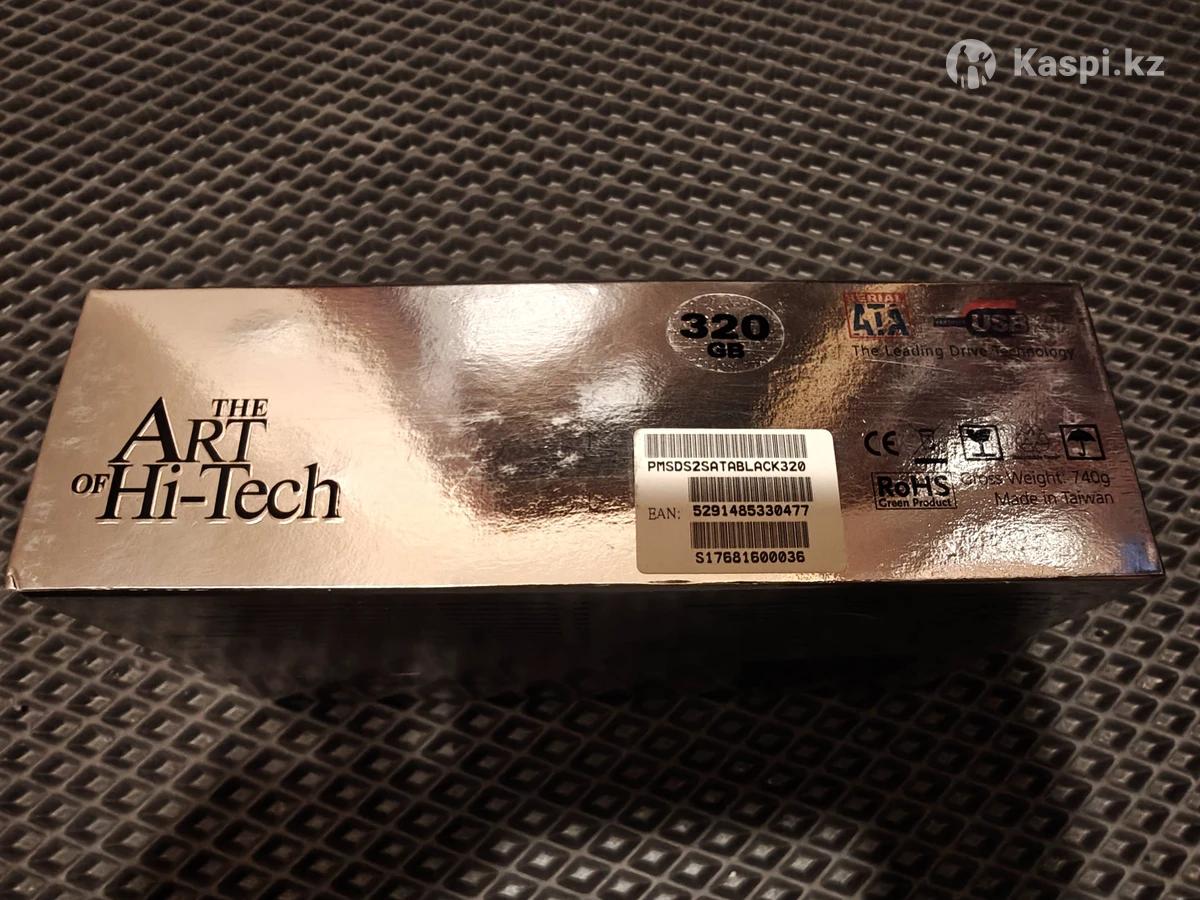 Kaspi.kz
320
GB
SERIAL
ATA
USB
The Leading Drive Technology
THE
ART
OF Hi-Tech
PMSDS2SATABLACK320
EAN: 5291485330477
S17681600036
CE
RoHS
Green Product
Gross Weight: 740g
Made in Taiwan